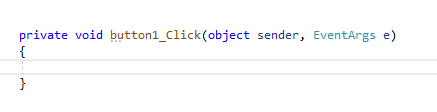 private void button1_Click(object sender, EventArgs e)
{
}